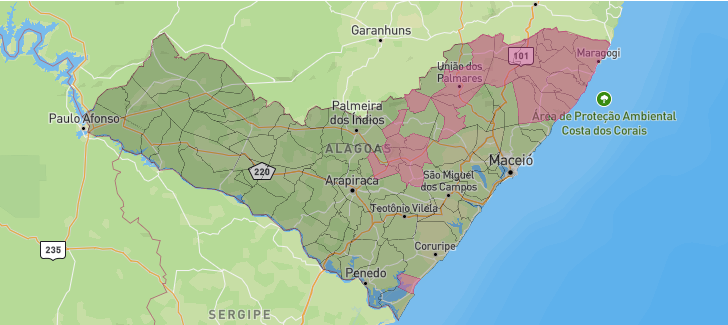 Garanhuns
101
Maragogi
União dos
Palmares
Área de Proteção Ambiental
Costa dos Corais
Paulo Afonso
Palmeira
dos Índios
ALAGOAS
Maceió
220
Arapiraca
São Miguel
dos Campos
Teotônio Vilela
Coruripe
235
Penedo
SERGIPE